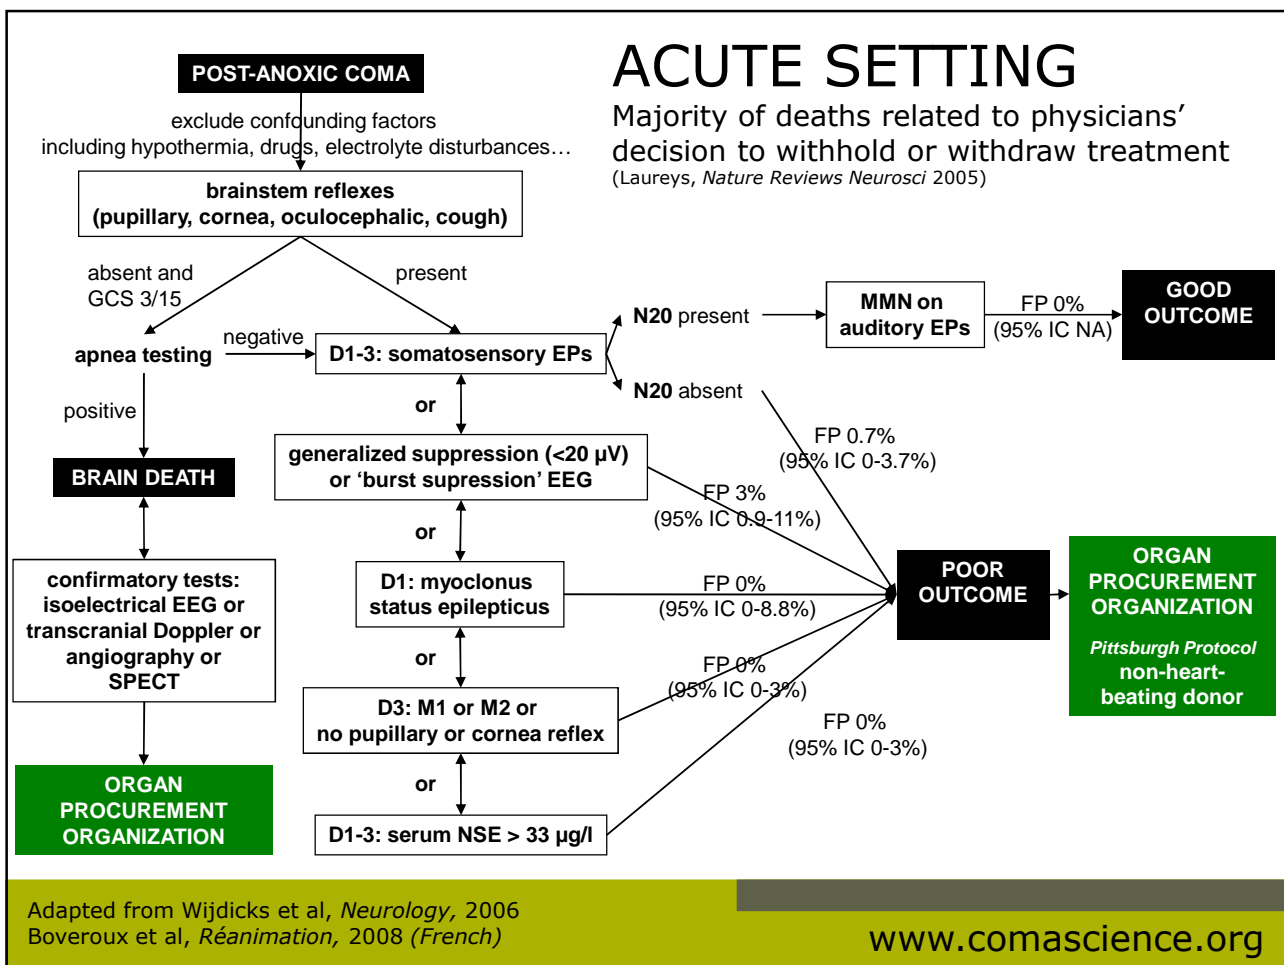 ACUTE SETTING
Majority of deaths related to physicians’
decision to withhold or withdraw treatment
(Laureys, Nature Reviews Neurosci 2005)
POST-ANOXIC COMA
exclude confounding factors
including hypothermia, drugs, electrolyte disturbances…
brainstem reflexes
(pupillary, cornea, oculocephalic, cough)
absent and
GCS 3/15
present
apnea testing
negative
D1-3: somatosensory EPs
N20 present
MMN on
auditory EPs
FP 0%
(95% IC NA)
GOOD
OUTCOME
N20 absent
positive
or
FP 0.7%
(95% IC 0-3.7%)
BRAIN DEATH
generalized suppression (<20 µV)
or ‘burst supression’ EEG
FP 3%
(95% IC 0.9-11%)
or
confirmatory tests:
isoelectrical EEG or
transcranial Doppler or
angiography or
SPECT
D1: myoclonus
status epilepticus
FP 0%
(95% IC 0-8.8%)
POOR
OUTCOME
ORGAN
PROCUREMENT
ORGANIZATION
Pittsburgh Protocol
non-heart-
beating donor
or
FP 0%
(95% IC 0-3%)
D3: M1 or M2 or
no pupillary or cornea reflex
FP 0%
(95% IC 0-3%)
or
ORGAN
PROCUREMENT
ORGANIZATION
D1-3: serum NSE > 33 µg/l
Adapted from Wijdicks et al, Neurology, 2006
Boveroux et al, Réanimation, 2008 (French)
www.comascience.org